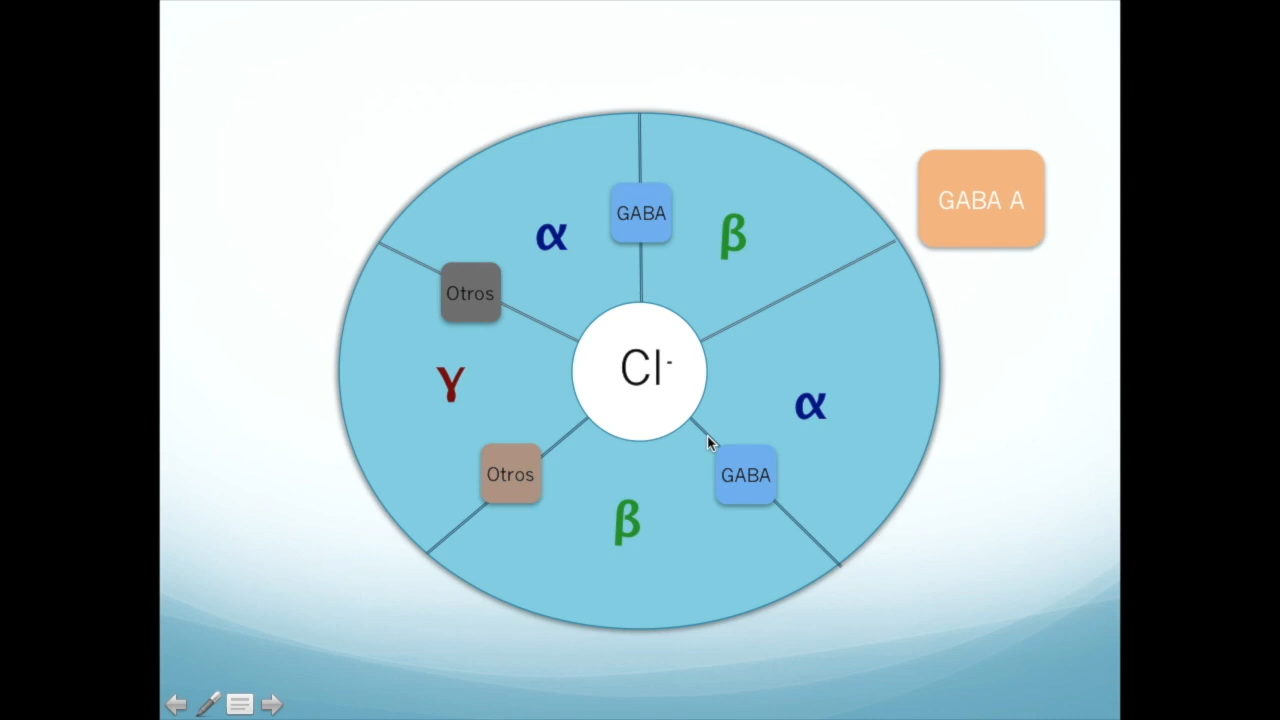 GABA A
GABA
α
β
Otros
Cl-
γ
α
Otros
GABA
β